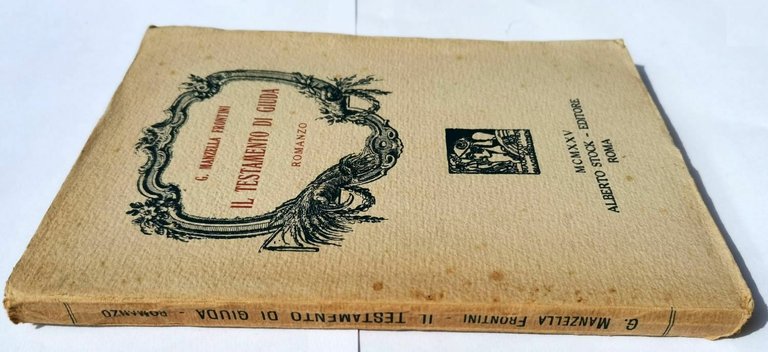 G. MANZELLA FRONTINI
IL TESTAMENTO DI GIUDA
ROMANZO
MCMXXV
ALBERTO STOCK - EDITORE
ROMA
G. MANZELLA FRONTINI - IL TESTAMENTO DI GIUDA - ROMANZO